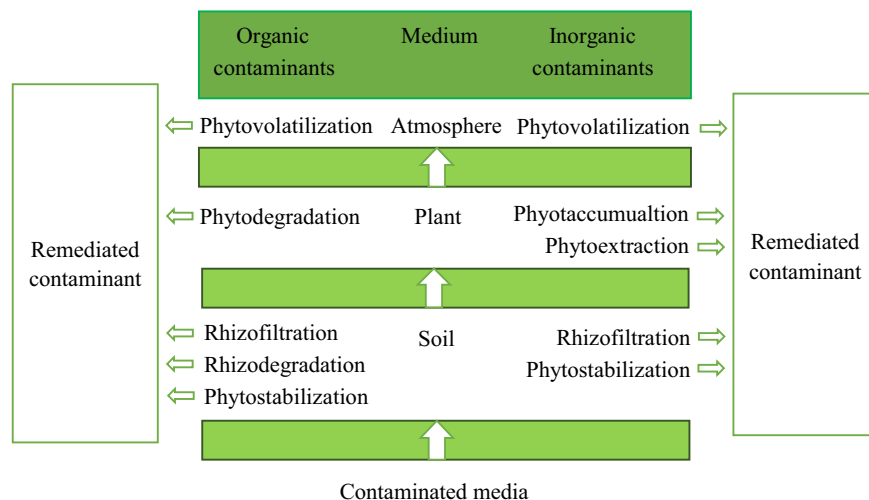 Organic
contaminants
Medium
Inorganic
contaminants
Phytovolatilization
Atmosphere
Phytovolatilization
Phytodegradation
Plant
Phyotaccumualtion
Phytoextraction
Remediated
contaminant
Remediated
contaminant
Rhizofiltration
Soil
Rhizofiltration
Rhizodegradation
Phytostabilization
Phytostabilization
Contaminated media